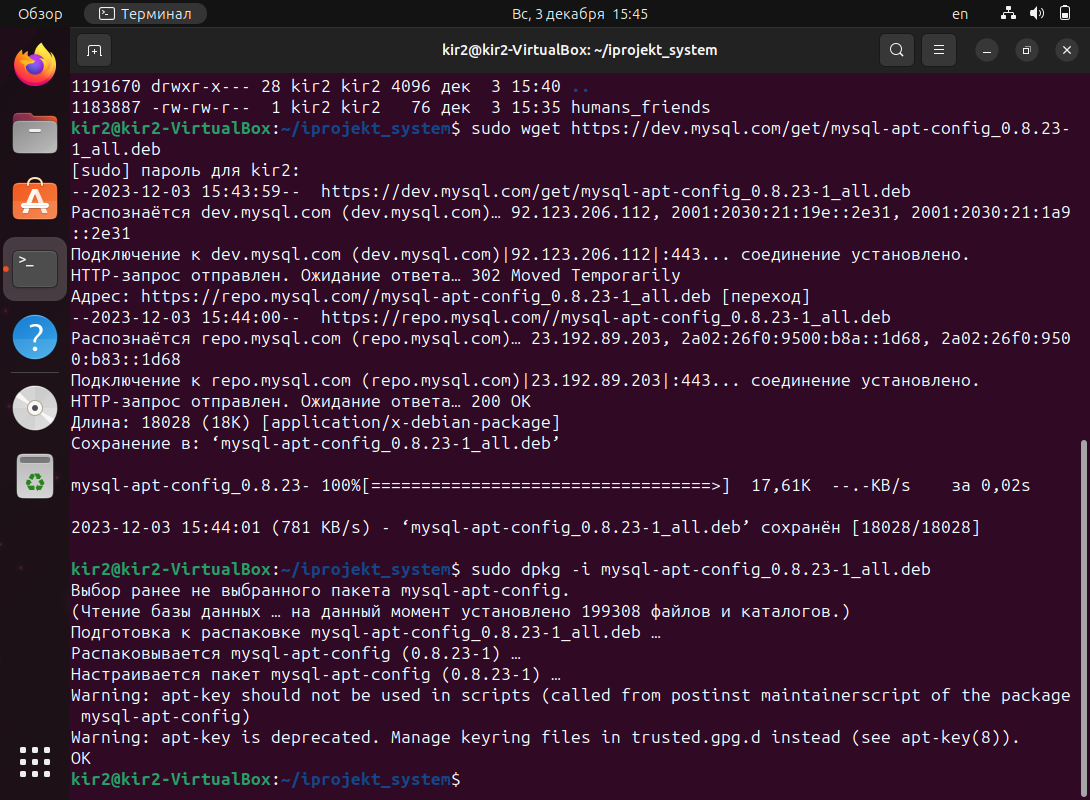 Обзор
Терминал
Вс, 3 декабря 15:45
en
kir2@kir2-VirtualBox: ~/iprojekt_system
1191670 drwxr-x--- 28 kir2 kir2 4096 дек  3 15:40 ..
1183887 -rw-rw-r--  1 kir2 kir2   76 дек  3 15:35 humans_friends
kir2@kir2-VirtualBox:~/iprojekt_system$ sudo wget https://dev.mysql.com/get/mysql-apt-config_0.8.23-
1_all.deb
[sudo] пароль для kir2:
--2023-12-03 15:43:59--  https://dev.mysql.com/get/mysql-apt-config_0.8.23-1_all.deb
Распознаётся dev.mysql.com (dev.mysql.com)… 92.123.206.112, 2001:2030:21:19e::2e31, 2001:2030:21:1a9
::2e31
Подключение к dev.mysql.com (dev.mysql.com)|92.123.206.112|:443... соединение установлено.
HTTP-запрос отправлен. Ожидание ответа… 302 Moved Temporarily
Адрес: https://repo.mysql.com//mysql-apt-config_0.8.23-1_all.deb [переход]
--2023-12-03 15:44:00--  https://repo.mysql.com//mysql-apt-config_0.8.23-1_all.deb
Распознаётся repo.mysql.com (repo.mysql.com)… 23.192.89.203, 2a02:26f0:9500:b8a::1d68, 2a02:26f0:950
0:b83::1d68
Подключение к repo.mysql.com (repo.mysql.com)|23.192.89.203|:443... соединение установлено.
HTTP-запрос отправлен. Ожидание ответа… 200 OK
Длина: 18028 (18K) [application/x-debian-package]
Сохранение в: ‘mysql-apt-config_0.8.23-1_all.deb’
mysql-apt-config_0.8.23- 100%[==================================>]  17,61K  --.-KB/s    за 0,02s
2023-12-03 15:44:01 (781 KB/s) - ‘mysql-apt-config_0.8.23-1_all.deb’ сохранён [18028/18028]
kir2@kir2-VirtualBox:~/iprojekt_system$ sudo dpkg -i mysql-apt-config_0.8.23-1_all.deb
Выбор ранее не выбранного пакета mysql-apt-config.
(Чтение базы данных … на данный момент установлено 199308 файлов и каталогов.)
Подготовка к распаковке mysql-apt-config_0.8.23-1_all.deb …
Распаковывается mysql-apt-config (0.8.23-1) …
Настраивается пакет mysql-apt-config (0.8.23-1) …
Warning: apt-key should not be used in scripts (called from postinst maintainerscript of the package
 mysql-apt-config)
Warning: apt-key is deprecated. Manage keyring files in trusted.gpg.d instead (see apt-key(8)).
OK
kir2@kir2-VirtualBox:~/iprojekt_system$